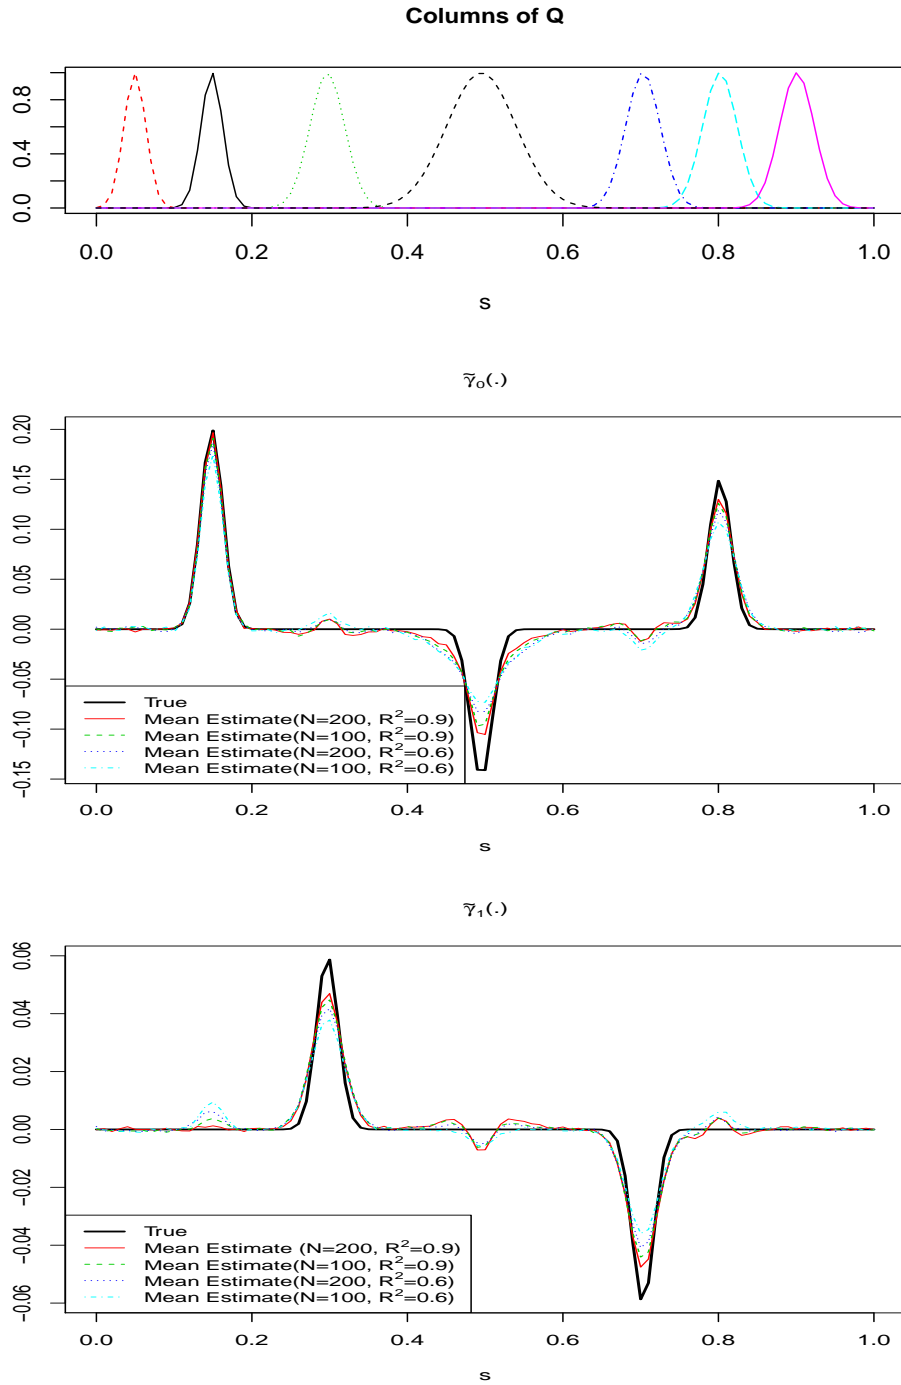 Columns of Q
0.8
0.4
0.0
0.0 0.2 0.4 0.6 0.8 1.0
s
γ̃₀(.)
0.20
0.15
0.10
0.05
0.00
−0.05
−0.10
−0.15
True
Mean Estimate(N=200, R²=0.9)
Mean Estimate(N=100, R²=0.9)
Mean Estimate(N=200, R²=0.6)
Mean Estimate(N=100, R²=0.6)
0.0 0.2 0.4 0.6 0.8 1.0
s
γ̃₁(.)
0.06
0.04
0.02
0.00
−0.02
−0.04
−0.06
True
Mean Estimate (N=200, R²=0.9)
Mean Estimate(N=100, R²=0.9)
Mean Estimate(N=200, R²=0.6)
Mean Estimate(N=100, R²=0.6)
0.0 0.2 0.4 0.6 0.8 1.0
s